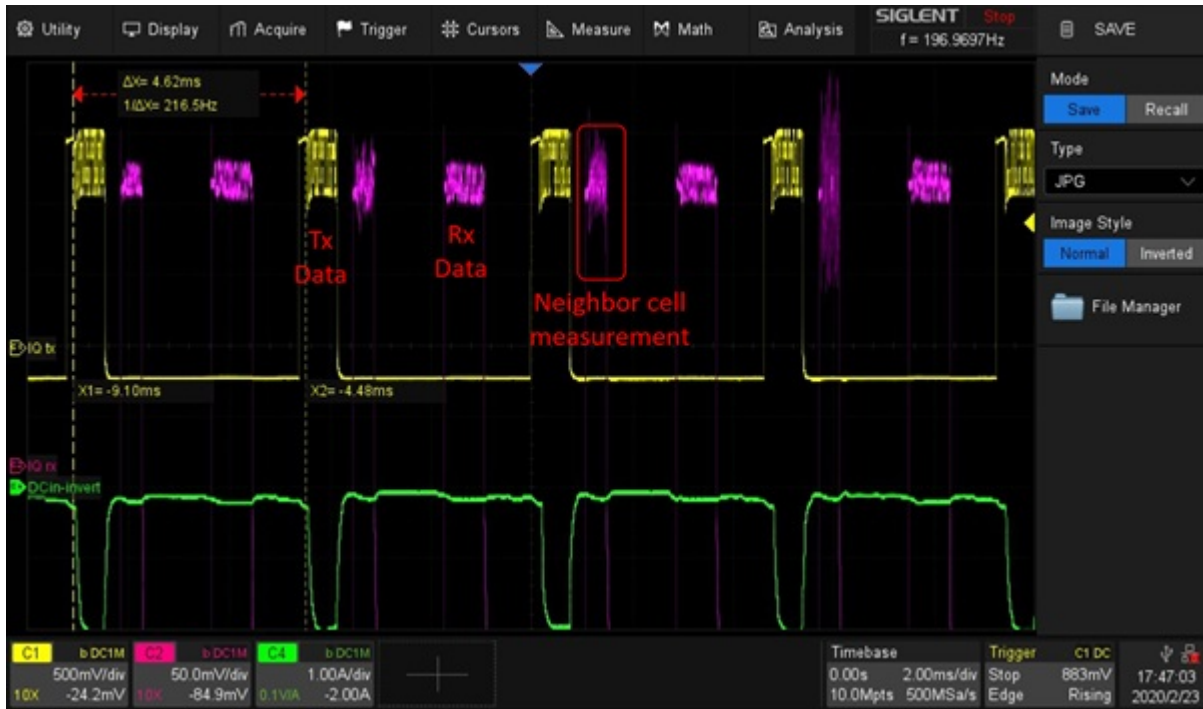 Utility Display Acquire Trigger Cursors Measure Math Analysis
SIGLENT Stop
f = 196.9697Hz
SAVE
Mode
Save Recall
Type
JPG
Image Style
Normal Inverted
File Manager
ΔX= 4.62ms
1/ΔX= 216.5Hz
Tx
Data
Rx
Data
Neighbor cell
measurement
IQ tx
X1= -9.10ms X2= -4.48ms
IQ rx
DCin-invert
C1 b DC1M
500mV/div
10X -24.2mV
C2 b DC1M
50.0mV/div
10X -84.9mV
C4 b DC1M
1.00A/div
0.1V/A -2.00A
Timebase
0.00s 2.00ms/div
10.0Mpts 500MSa/s
Trigger C1 DC
Stop 883mV
Edge Rising
17:47:03
2020/2/23